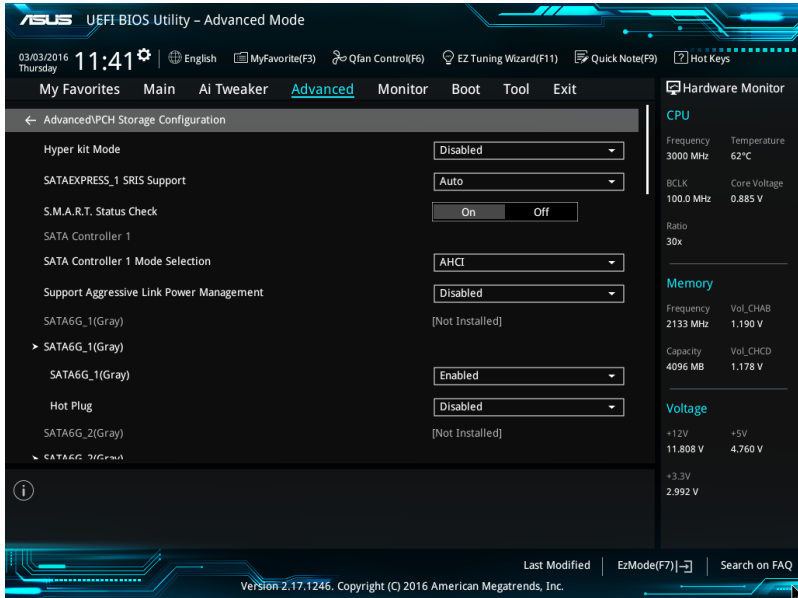 ASUS UEFI BIOS Utility – Advanced Mode
03/03/2016 Thursday 11:41 English MyFavorite(F3) Qfan Control(F6) EZ Tuning Wizard(F11) Quick Note(F9) ? Hot Keys
My Favorites Main Ai Tweaker Advanced Monitor Boot Tool Exit
← Advanced\PCH Storage Configuration
Hyper kit Mode Disabled
SATAEXPRESS_1 SRIS Support Auto
S.M.A.R.T. Status Check On Off
SATA Controller 1
SATA Controller 1 Mode Selection AHCI
Support Aggressive Link Power Management Disabled
SATA6G_1(Gray) [Not Installed]
> SATA6G_1(Gray)
SATA6G_1(Gray) Enabled
Hot Plug Disabled
SATA6G_2(Gray) [Not Installed]
> SATA6G_2(Gray)
Hardware Monitor
CPU
Frequency Temperature
3000 MHz 62°C
BCLK Core Voltage
100.0 MHz 0.885 V
Ratio
30x
Memory
Frequency Vol_CHAB
2133 MHz 1.190 V
Capacity Vol_CHCD
4096 MB 1.178 V
Voltage
+12V +5V
11.808 V 4.760 V
+3.3V
2.992 V
Last Modified EzMode(F7) Search on FAQ
Version 2.17.1246. Copyright (C) 2016 American Megatrends, Inc.